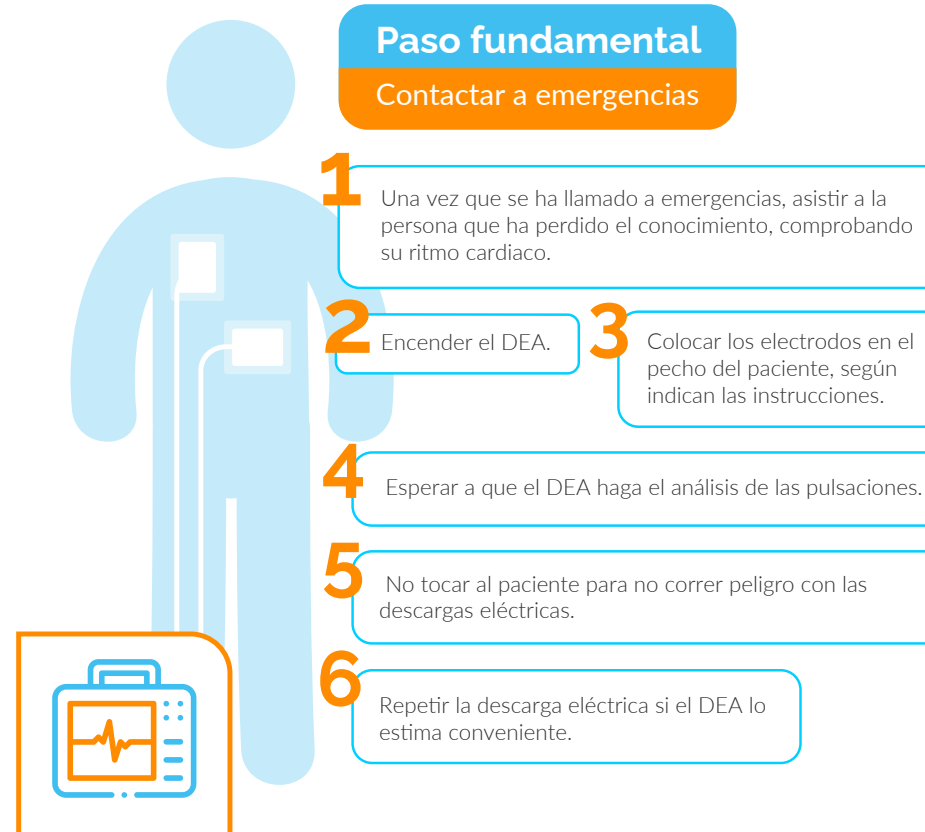 Paso fundamental
Contactar a emergencias
1
Una vez que se ha llamado a emergencias, asistir a la
persona que ha perdido el conocimiento, comprobando
su ritmo cardiaco.
2
Encender el DEA.
3
Colocar los electrodos en el
pecho del paciente, según
indican las instrucciones.
4
Esperar a que el DEA haga el análisis de las pulsaciones.
5
No tocar al paciente para no correr peligro con las
descargas eléctricas.
6
Repetir la descarga eléctrica si el DEA lo
estima conveniente.